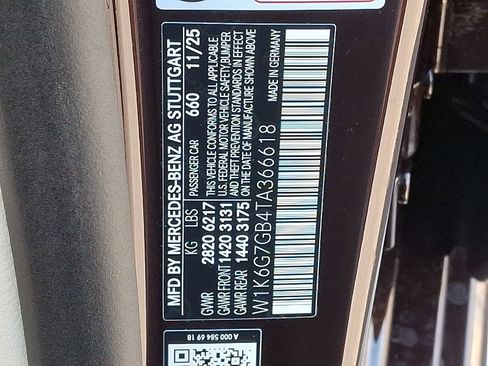 MFD BY MERCEDES-BENZ AG STUTTGART
PASSENGER CAR 660 11/25
KG LBS
GVWR 2820 6217
GAWR FRONT 1420 3131
GAWR REAR 1440 3175
THIS VEHICLE CONFORMS TO ALL APPLICABLE
U.S. FEDERAL MOTOR VEHICLE SAFETY, BUMPER
AND THEFT PREVENTION STANDARDS IN EFFECT
ON THE DATE OF MANUFACTURE SHOWN ABOVE
W1K6G7GB4TA366618
MADE IN GERMANY
A 000 584 69 18